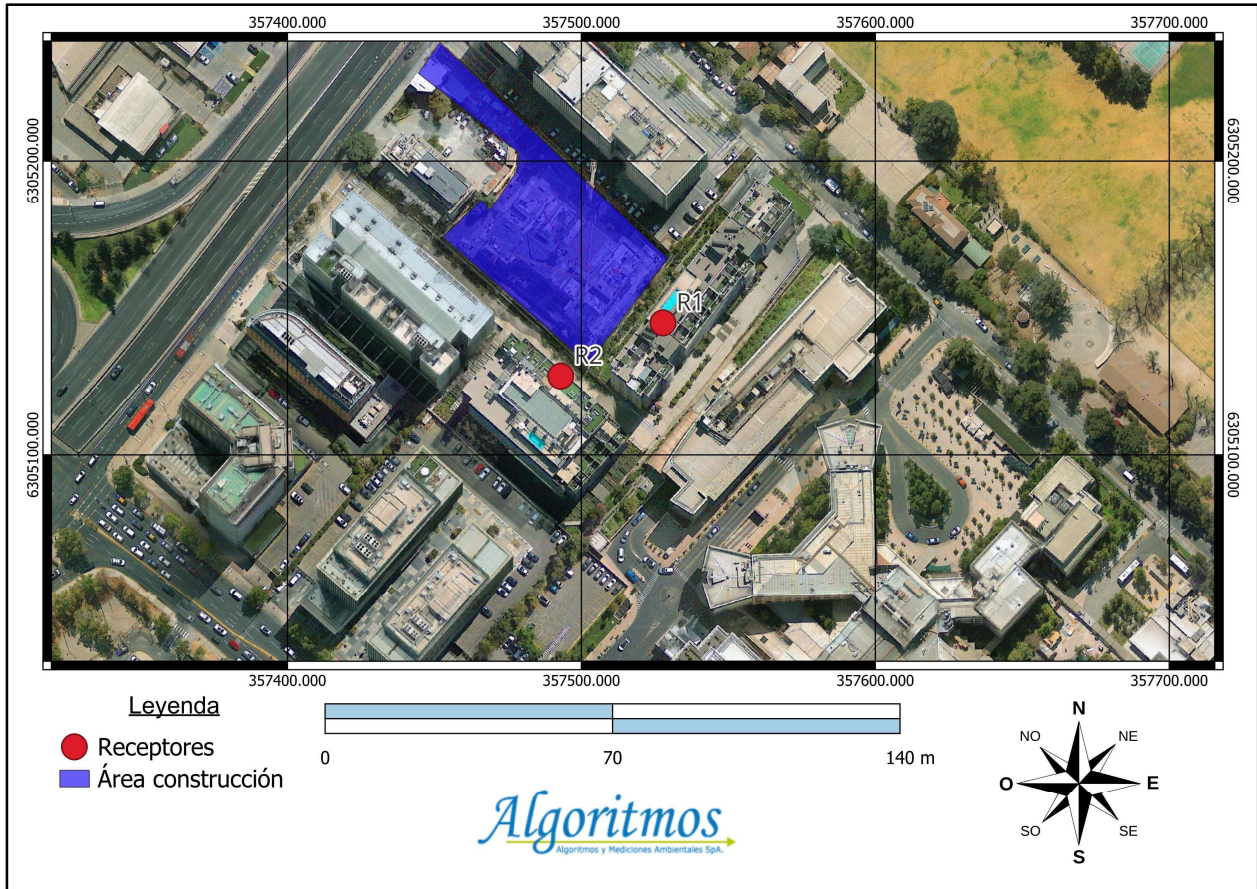 357400.000 357500.000 357600.000 357700.000
6305200.000 6305200.000
R1
R2
6305100.000 6305100.000
357400.000 357500.000 357600.000 357700.000
Leyenda
Receptores
Área construcción
0 70 140 m
N
NO NE
O E
SO SE
S
Algoritmos
Algoritmos y Mediciones Ambientales SpA.